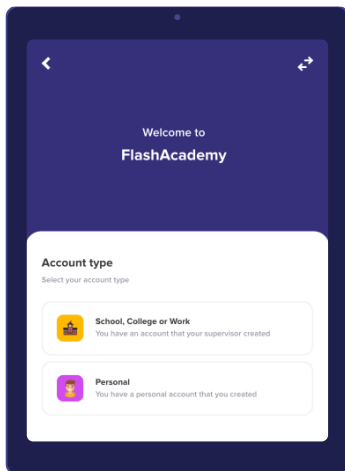 Welcome to
FlashAcademy
Account type
Select your account type
School, College or Work
You have an account that your supervisor created
Personal
You have a personal account that you created